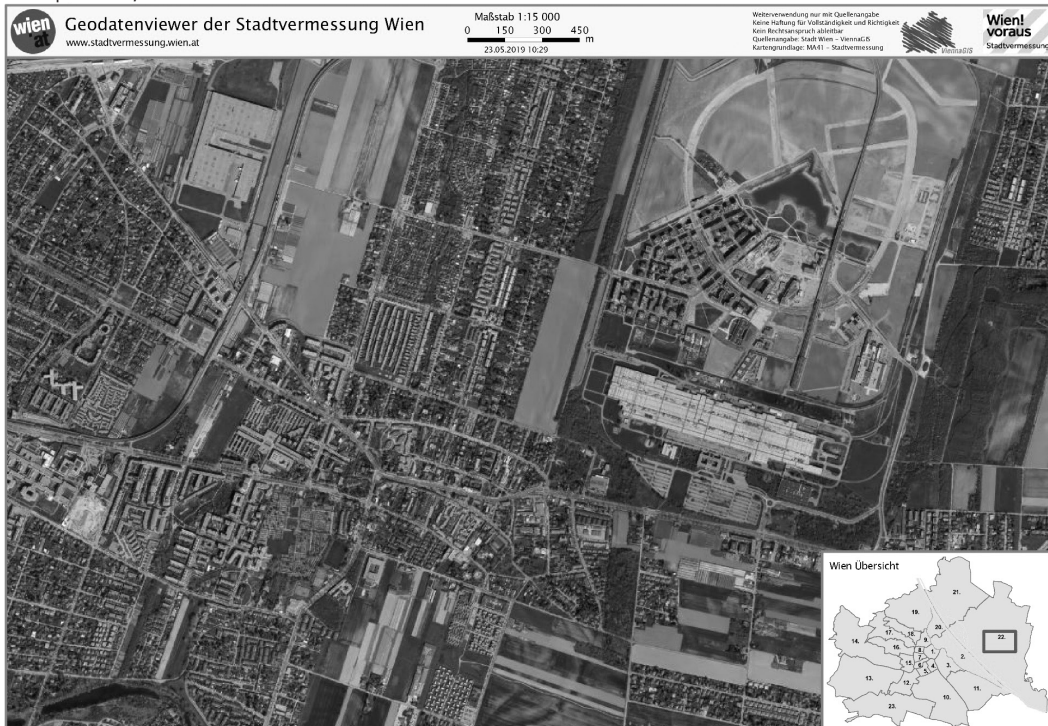 wien
at
Geodatenviewer der Stadtvermessung Wien
www.stadtvermessung.wien.at
Maßstab 1:15 000
0 150 300 450
m
23.05.2019 10:29
Weiterverwendung nur mit Quellenangabe
Keine Haftung für Vollständigkeit und Richtigkeit
Kein Rechtsanspruch ableitbar
Quellenangabe: Stadt Wien – ViennaGIS
Kartengrundlage: MA41 – Stadtvermessung
ViennaGIS
Wien!
voraus
Stadtvermessung
Wien Übersicht
21.
19.
20.
22.
14.
17.
18.
9.
16.
8.
1.
2.
7.
15.
6.
4.
3.
5.
13.
12.
11.
10.
23.